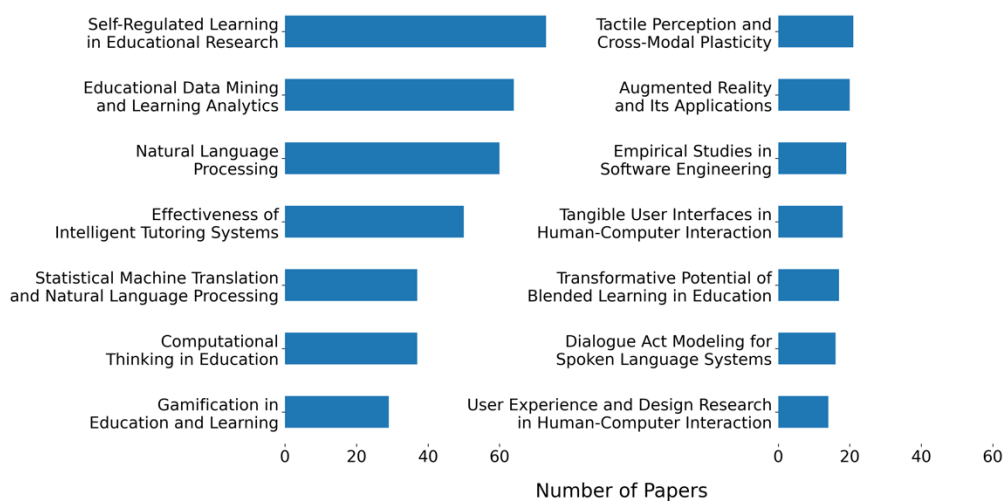 Self-Regulated Learning
in Educational Research
Educational Data Mining
and Learning Analytics
Natural Language
Processing
Effectiveness of
Intelligent Tutoring Systems
Statistical Machine Translation
and Natural Language Processing
Computational
Thinking in Education
Gamification in
Education and Learning
0 20 40 60
Tactile Perception and
Cross-Modal Plasticity
Augmented Reality
and Its Applications
Empirical Studies in
Software Engineering
Tangible User Interfaces in
Human-Computer Interaction
Transformative Potential of
Blended Learning in Education
Dialogue Act Modeling for
Spoken Language Systems
User Experience and Design Research
in Human-Computer Interaction
0 20 40 60
Number of Papers